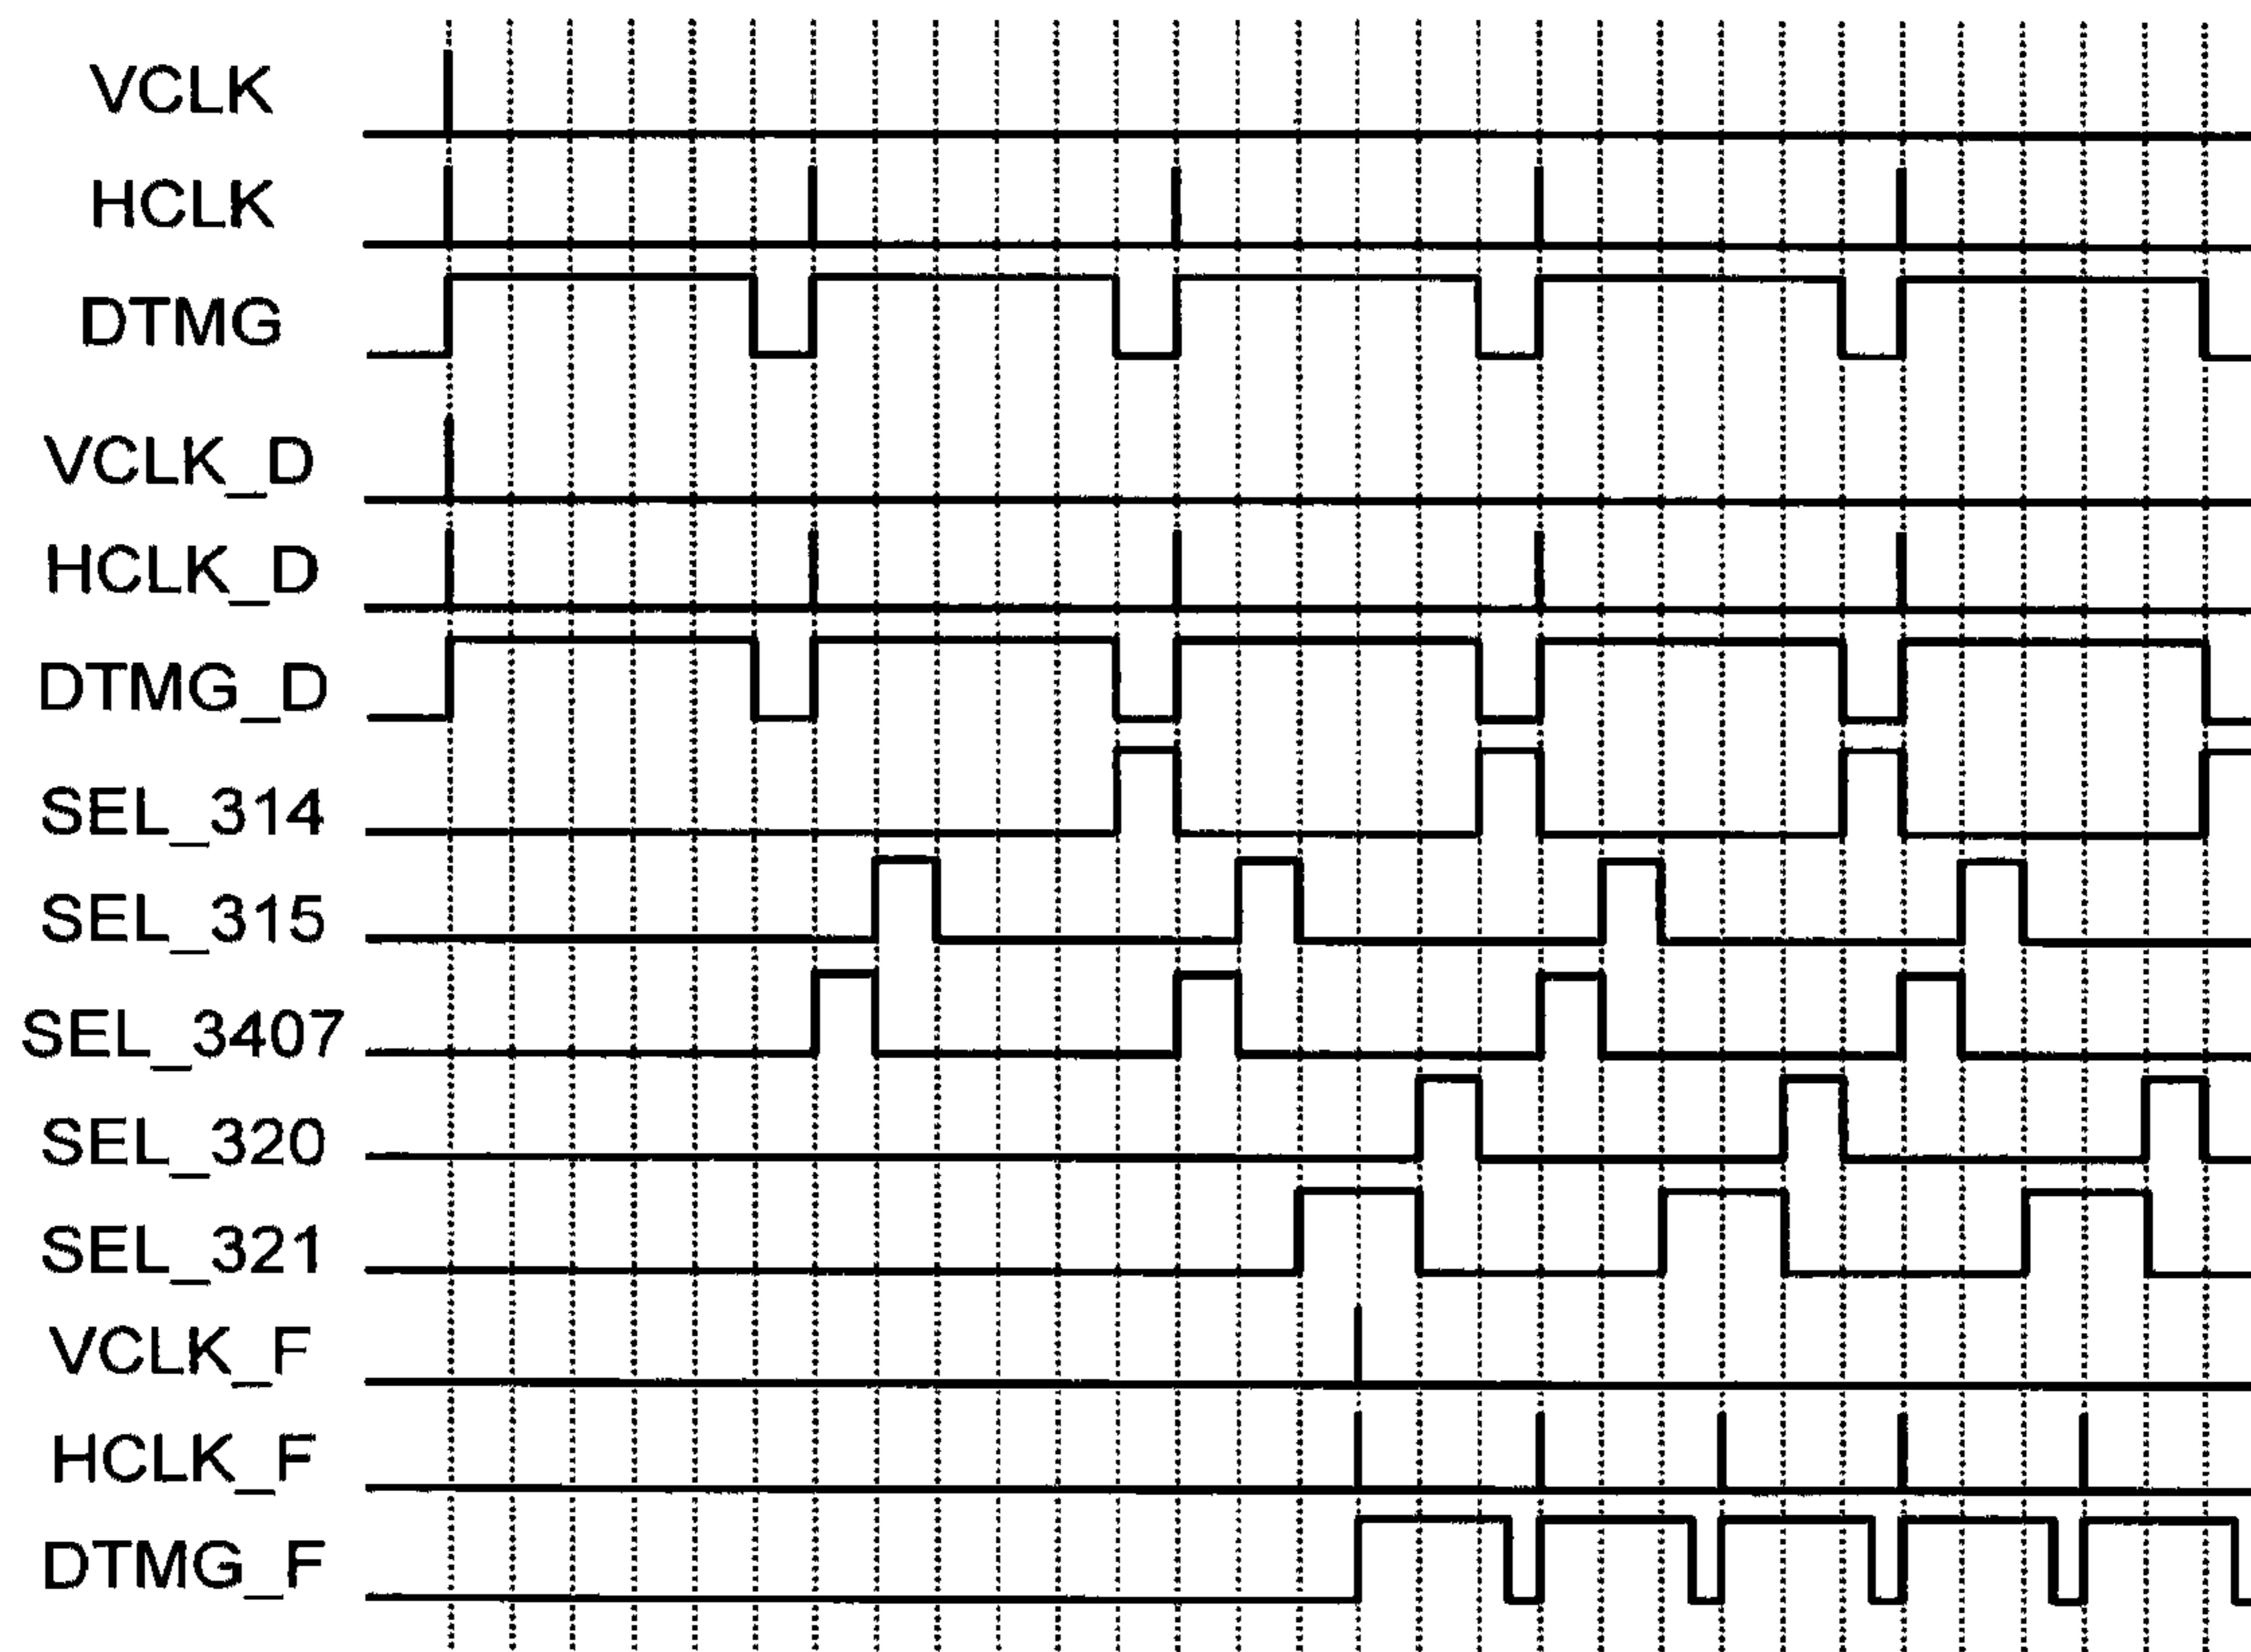 VCLK
HCLK
DTMG
VCLK_D
HCLK_D
DTMG_D
SEL_314
SEL_315
SEL_3407
SEL_320
SEL_321
VCLK_F
HCLK_F
DTMG_F